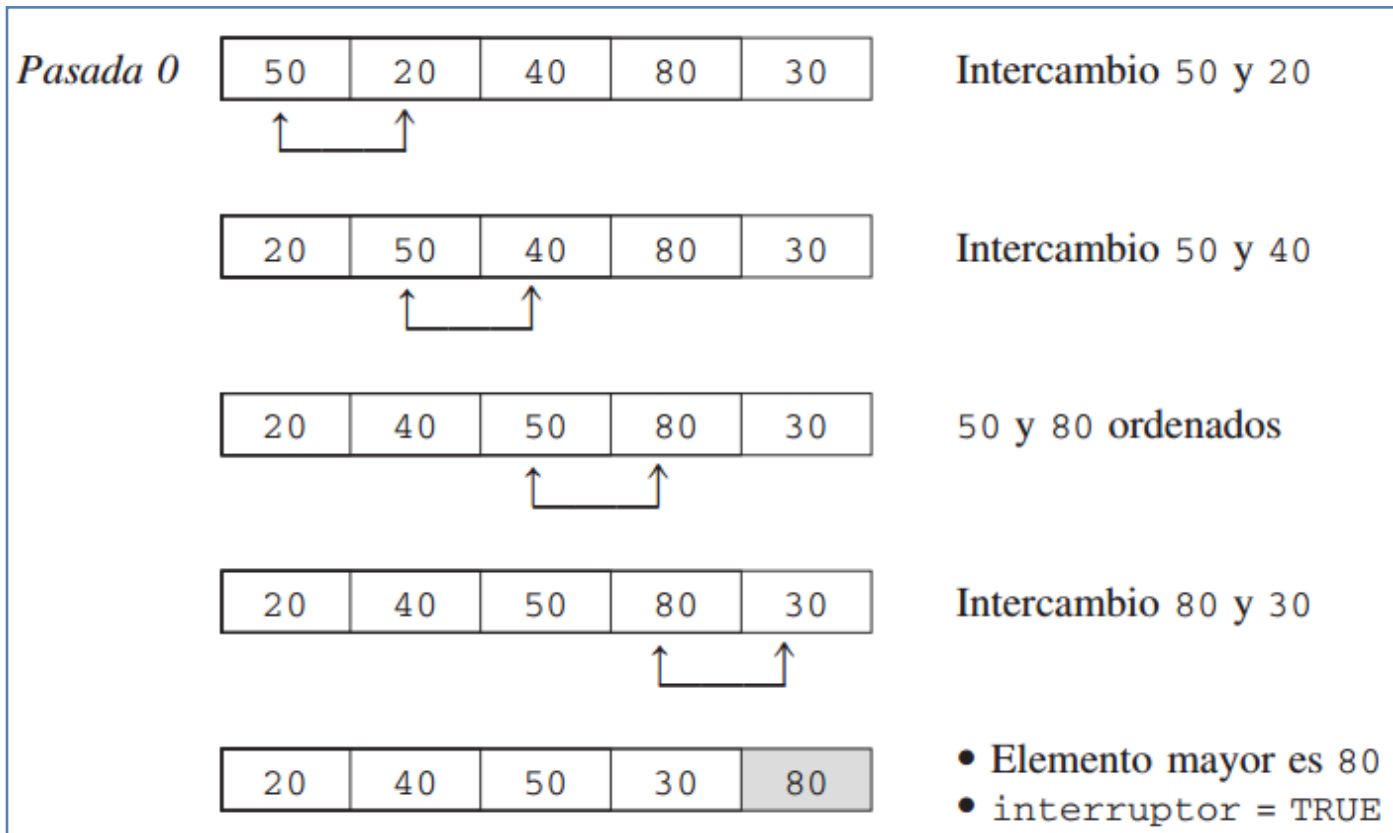 Pasada 0 50 20 40 80 30 Intercambio 50 y 20
20 50 40 80 30 Intercambio 50 y 40
20 40 50 80 30 50 y 80 ordenados
20 40 50 80 30 Intercambio 80 y 30
20 40 50 30 80
• Elemento mayor es 80
• interruptor = TRUE